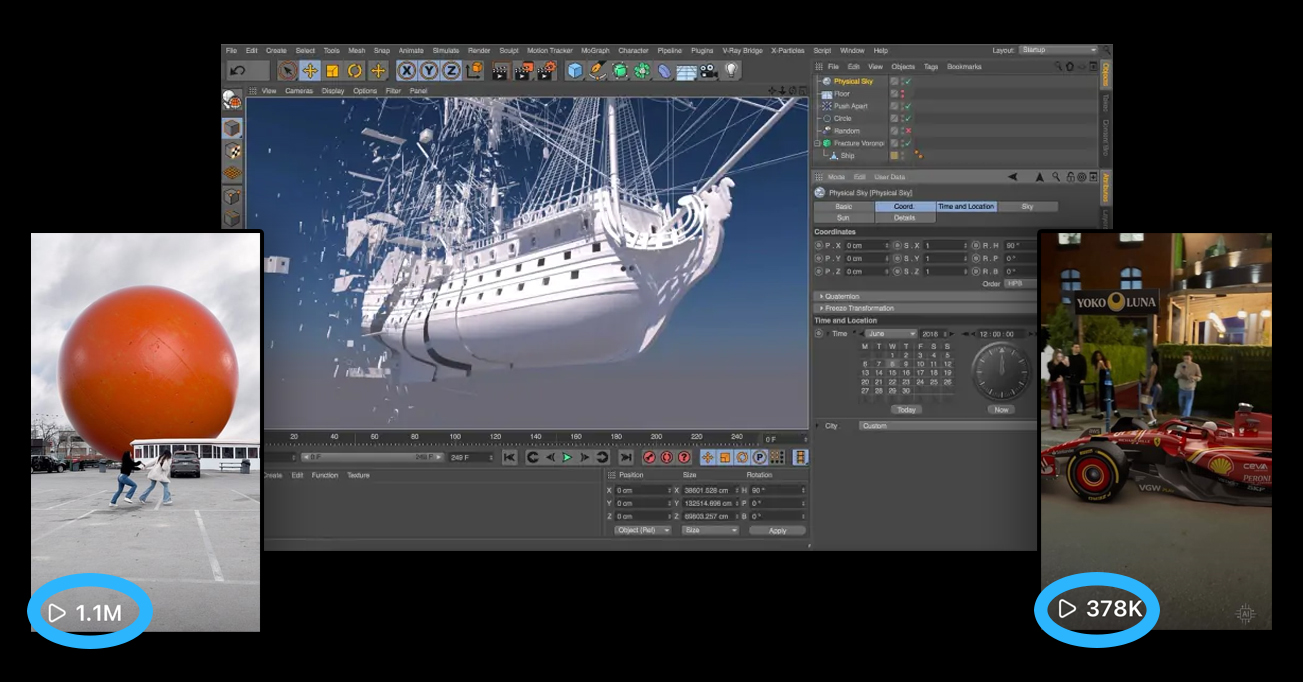 File Edit Create Select Tools Mesh Snap Animate Simulate Render Sculpt Motion Tracker MoGraph Character Pipeline Plugins V-Ray Bridge X-Particles Script Window Help Layout: Startup
X Y Z
View Cameras Display Options Filter Panel
File Edit View Objects Tags Bookmarks
Physical Sky
Floor
Push Apart
Circle
Random
Fracture Voronoi
Ship
Objects
Attributes
Mode Edit User Data
Physical Sky [Physical Sky]
Basic Coord. Time and Location Sky
Sun Details
Coordinates
P . X 0 cm S . X 1 R . H 90 °
P . Y 0 cm S . Y 1 R . P 0 °
P . Z 0 cm S . Z 1 R . B 0 °
Order HPB
Quaternion
Freeze Transformation
Time and Location
Time June 2016 12 : 00 : 00
M T W T F S S
1 2 3 4 5
6 7 8 9 10 11 12
13 14 15 16 17 18 19
20 21 22 23 24 25 26
27 28 29 30
Today Now
City Custom
20 40 60 80 100 120 140 160 180 200 220 240 0 F
0 F 249 F 249 F
Create Edit Function Texture
Position Size Rotation
X 0 cm X 38601.528 cm H 90 °
Y 0 cm Y 132514.698 cm P 0 °
Z 0 cm Z 69803.257 cm B 0 °
Object (Rel) Size Apply
1.1M
YOKO LUNA
CEVA
PERONI
VGW
378K
AI